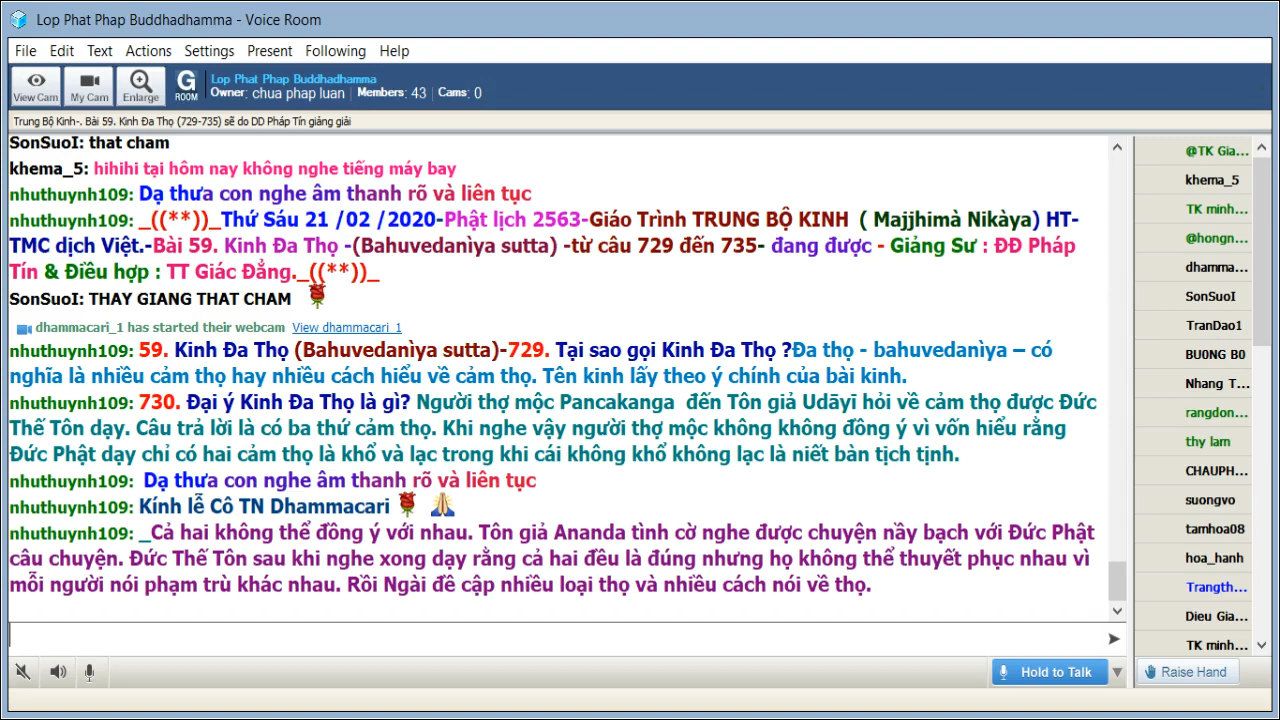 Lop Phat Phap Buddhadhamma - Voice Room
File Edit Text Actions Settings Present Following Help
View Cam My Cam Enlarge G ROOM
Lop Phat Phap Buddhadhamma
Owner: chua phap luan | Members: 43 | Cams: 0
Trung Bộ Kinh-. Bài 59. Kinh Đa Thọ (729-735) sẽ do DD Pháp Tín giảng giải
SonSuoI: that cham
khema_5: hihihi tại hôm nay không nghe tiếng máy bay
nhuthuynh109: Dạ thưa con nghe âm thanh rõ và liên tục
nhuthuynh109: _((**))_Thứ Sáu 21 /02 /2020-Phật lịch 2563-Giáo Trình TRUNG BỘ KINH ( Majjhimà Nikàya) HT-
TMC dịch Việt.-Bài 59. Kinh Đa Thọ -(Bahuvedanìya sutta) -từ câu 729 đến 735- đang được - Giảng Sư : ĐĐ Pháp
Tín & Điều hợp : TT Giác Đẳng._((**))_
SonSuoI: THAY GIANG THAT CHAM
dhammacari_1 has started their webcam View dhammacari_1
nhuthuynh109: 59. Kinh Đa Thọ (Bahuvedanìya sutta)-729. Tại sao gọi Kinh Đa Thọ ?Đa thọ - bahuvedanìya – có
nghĩa là nhiều cảm thọ hay nhiều cách hiểu về cảm thọ. Tên kinh lấy theo ý chính của bài kinh.
nhuthuynh109: 730. Đại ý Kinh Đa Thọ là gì? Người thợ mộc Pancakanga đến Tôn giả Udāyī hỏi về cảm thọ được Đức
Thế Tôn dạy. Câu trả lời là có ba thứ cảm thọ. Khi nghe vậy người thợ mộc không không đồng ý vì vốn hiểu rằng
Đức Phật dạy chỉ có hai cảm thọ là khổ và lạc trong khi cái không khổ không lạc là niết bàn tịch tịnh.
nhuthuynh109: Dạ thưa con nghe âm thanh rõ và liên tục
nhuthuynh109: Kính lễ Cô TN Dhammacari
nhuthuynh109: _Cả hai không thể đồng ý với nhau. Tôn giả Ananda tình cờ nghe được chuyện nầy bạch với Đức Phật
câu chuyện. Đức Thế Tôn sau khi nghe xong dạy rằng cả hai đều là đúng nhưng họ không thể thuyết phục nhau vì
mỗi người nói phạm trù khác nhau. Rồi Ngài đề cập nhiều loại thọ và nhiều cách nói về thọ.
@TK Gia...
khema_5
TK minh...
@hongn...
dhamma...
SonSuoI
TranDao1
BU0NG B0
Nhang T...
rangdon...
thy lam
CHAUPH...
suongvo
tamhoa08
hoa_hanh
Trangth...
Dieu Gia...
TK minh...
Hold to Talk
Raise Hand